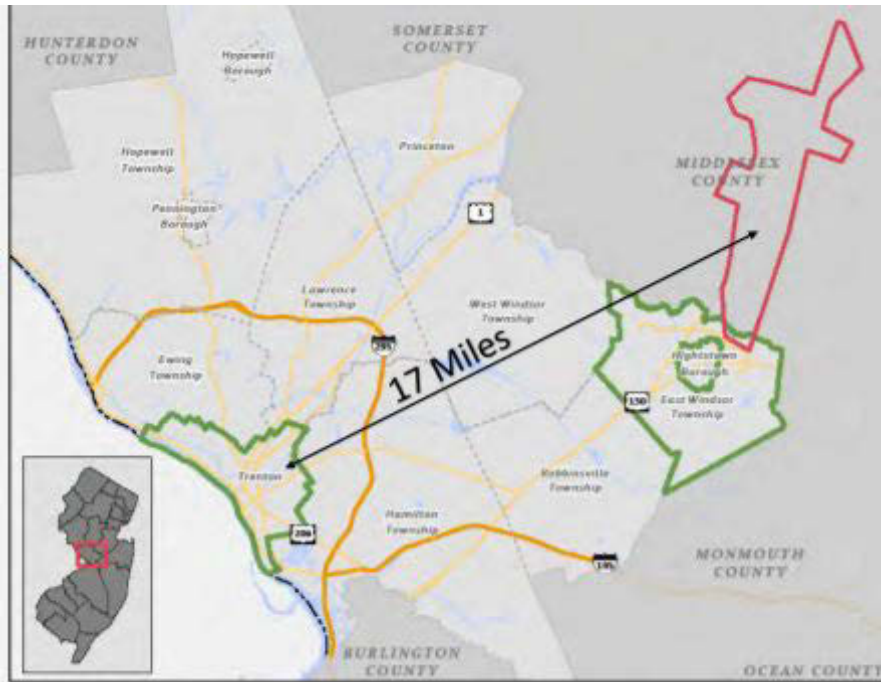 HUNTERDON
COUNTY
SOMERSET
COUNTY
Hopewell
Borough
Hopewell
Township
Princeton
MIDDLESEX
COUNTY
Pennington
Borough
1
Lawrence
Township
West Windsor
Township
295
Ewing
Township
17 Miles
Hightstown
Borough
130
East Windsor
Township
Trenton
Robbinsville
Township
206
Hamilton
Township
195
MONMOUTH
COUNTY
BURLINGTON
COUNTY
OCEAN COUNTY